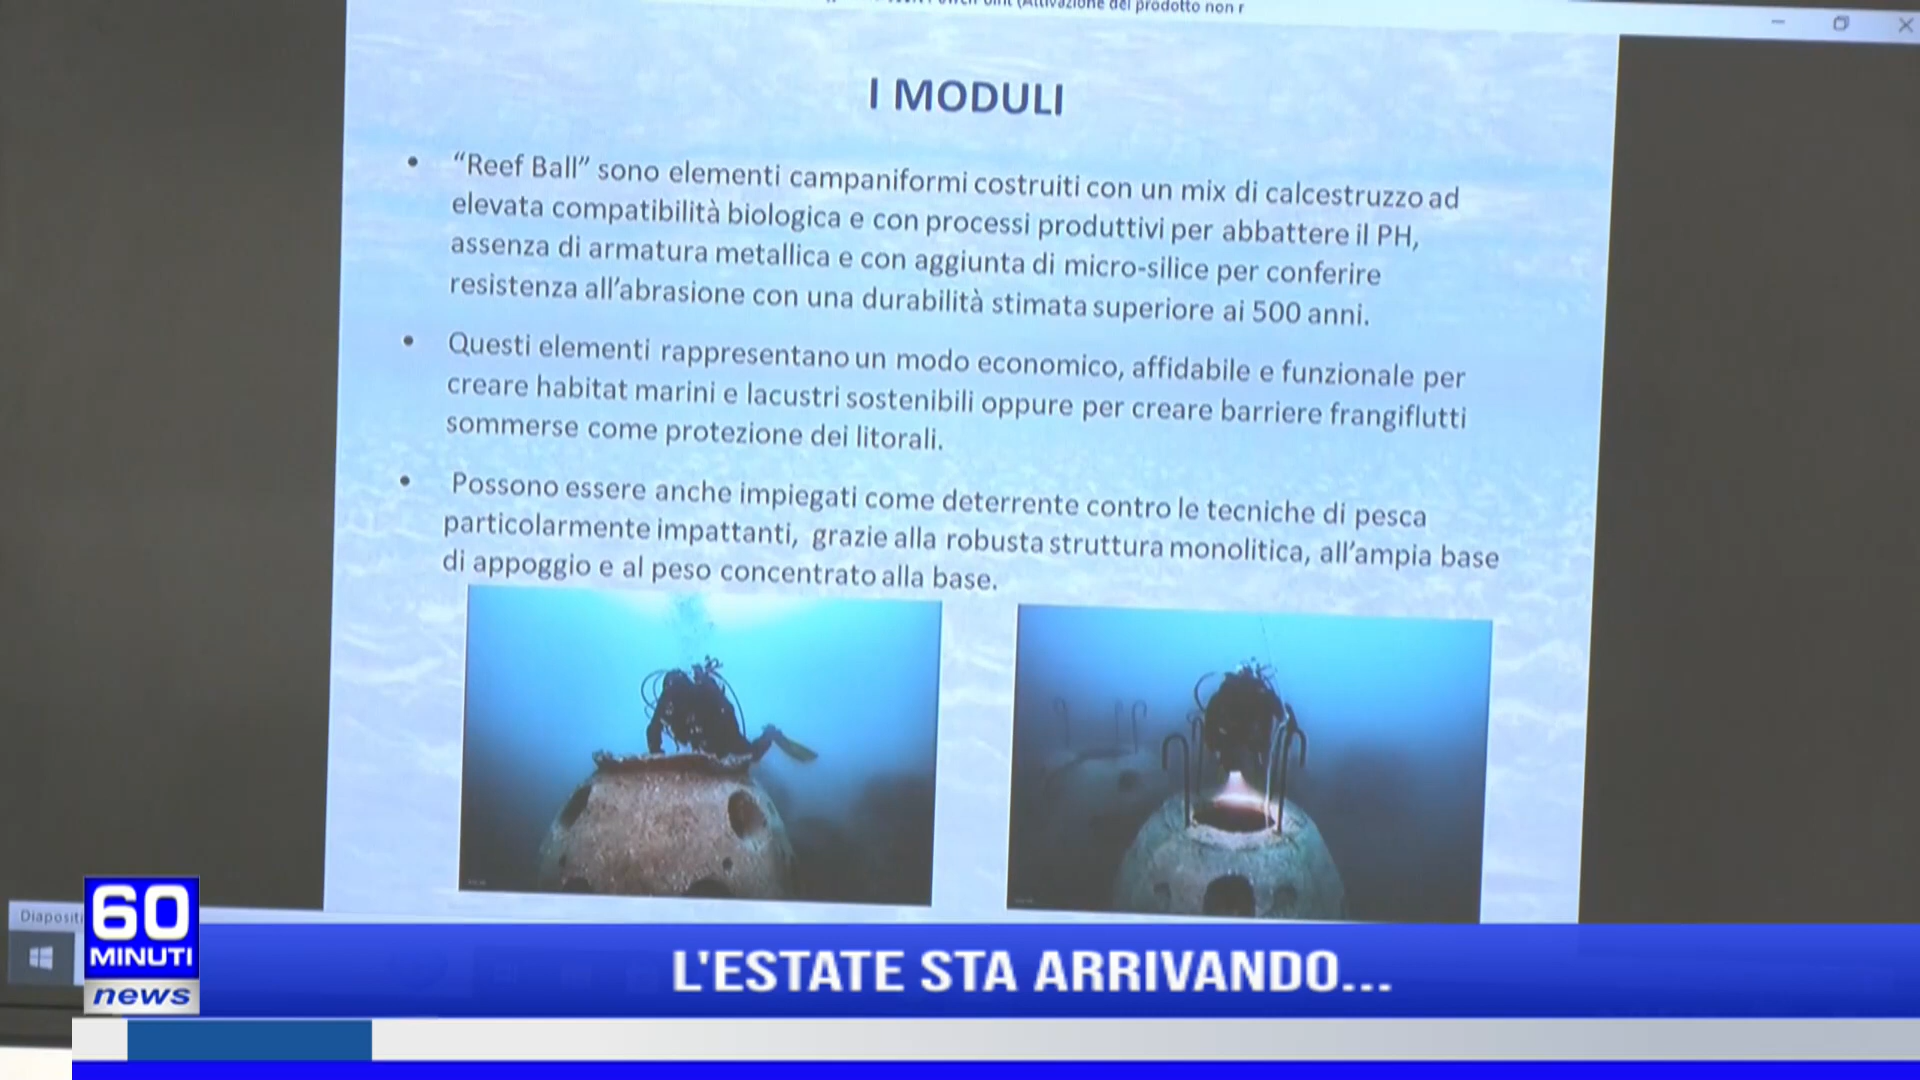 (Attivazione del prodotto non r
I MODULI
• “Reef Ball” sono elementi campaniformi costruiti con un mix di calcestruzzo ad
elevata compatibilità biologica e con processi produttivi per abbattere il PH,
assenza di armatura metallica e con aggiunta di micro-silice per conferire
resistenza all’abrasione con una durabilità stimata superiore ai 500 anni.
• Questi elementi rappresentano un modo economico, affidabile e funzionale per
creare habitat marini e lacustri sostenibili oppure per creare barriere frangiflutti
sommerse come protezione dei litorali.
• Possono essere anche impiegati come deterrente contro le tecniche di pesca
particolarmente impattanti, grazie alla robusta struttura monolitica, all’ampia base
di appoggio e al peso concentrato alla base.
Diapositi
60
MINUTI
news
L'ESTATE STA ARRIVANDO...